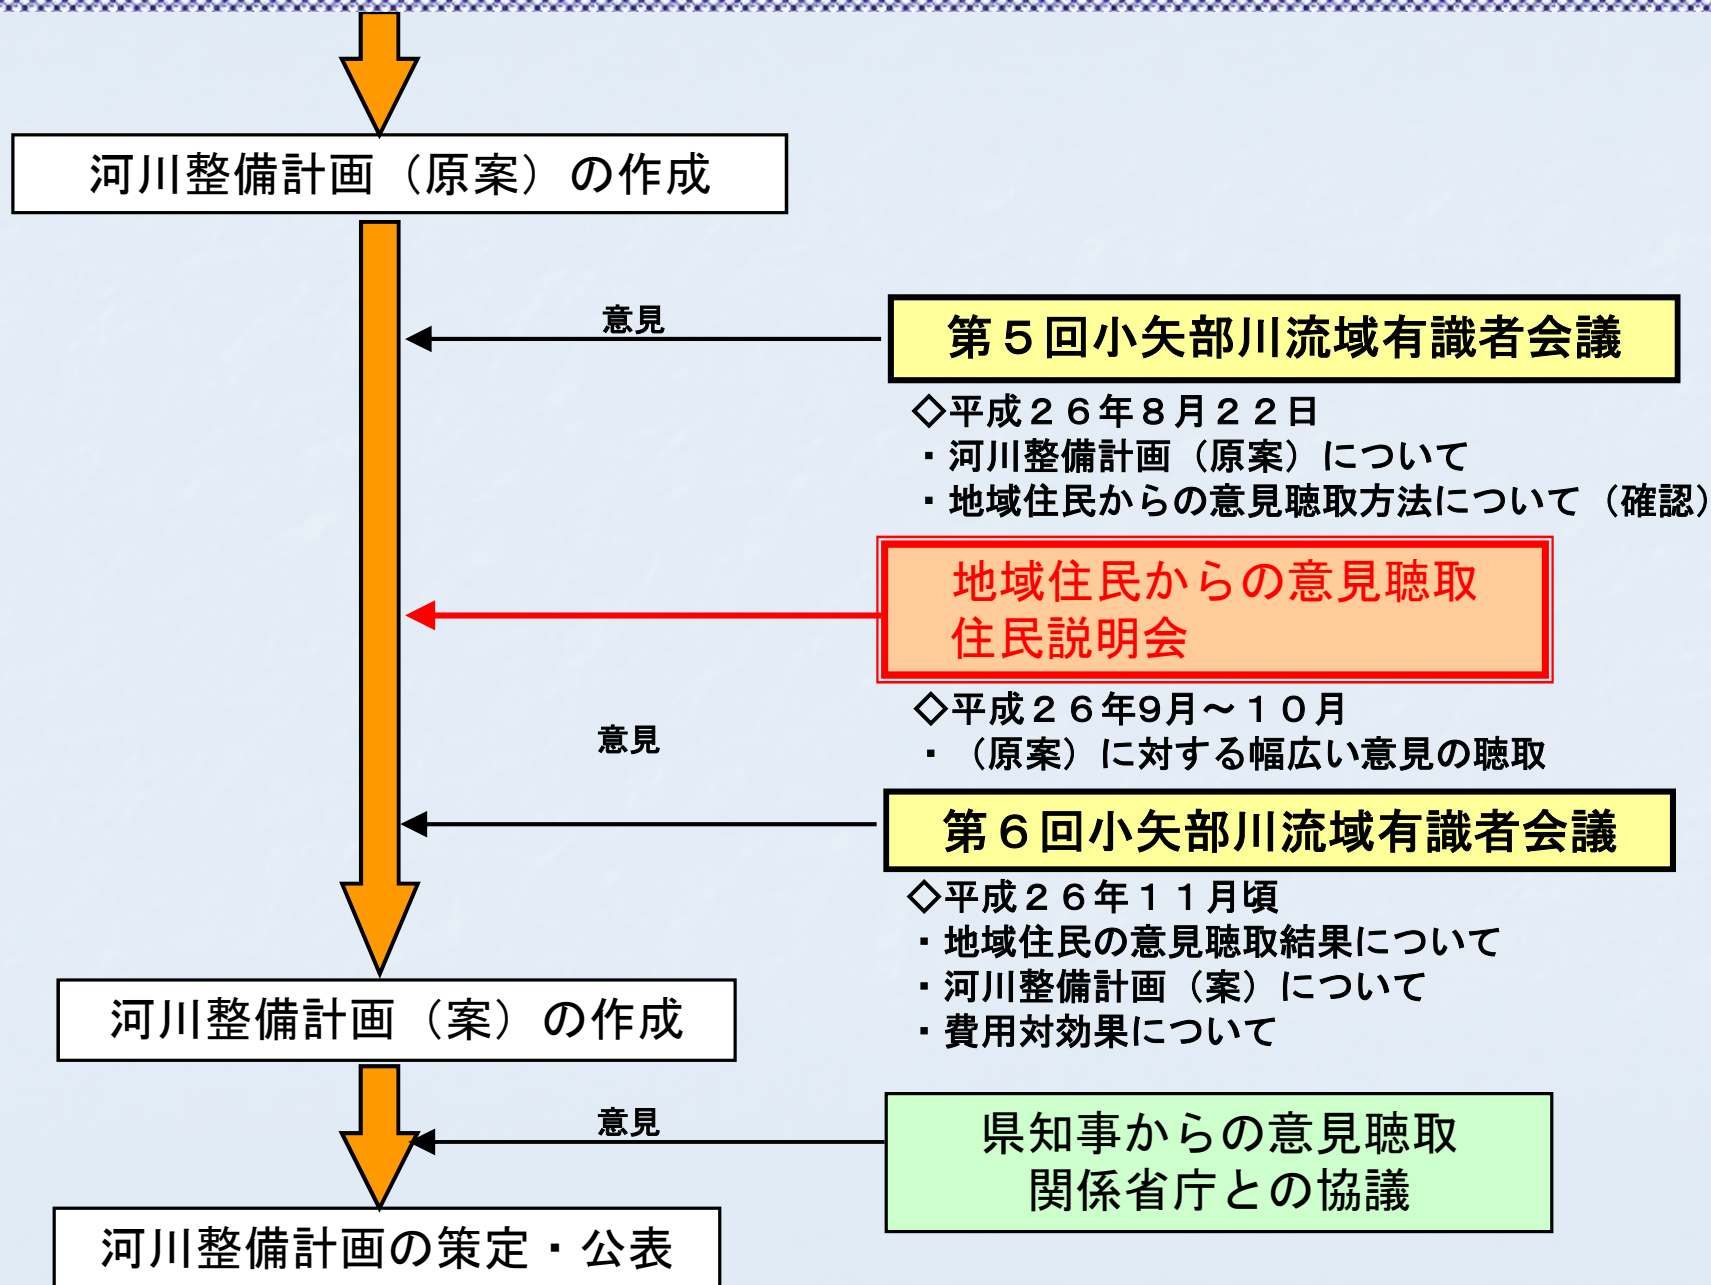 河川整備計画（原案）の作成
意見
第５回小矢部川流域有識者会議
◇平成２６年８月２２日
・河川整備計画（原案）について
・地域住民からの意見聴取方法について（確認）
地域住民からの意見聴取
住民説明会
◇平成２６年9月～１０月
・（原案）に対する幅広い意見の聴取
意見
第６回小矢部川流域有識者会議
◇平成２６年１１月頃
・地域住民の意見聴取結果について
・河川整備計画（案）について
・費用対効果について
河川整備計画（案）の作成
意見
県知事からの意見聴取
関係省庁との協議
河川整備計画の策定・公表